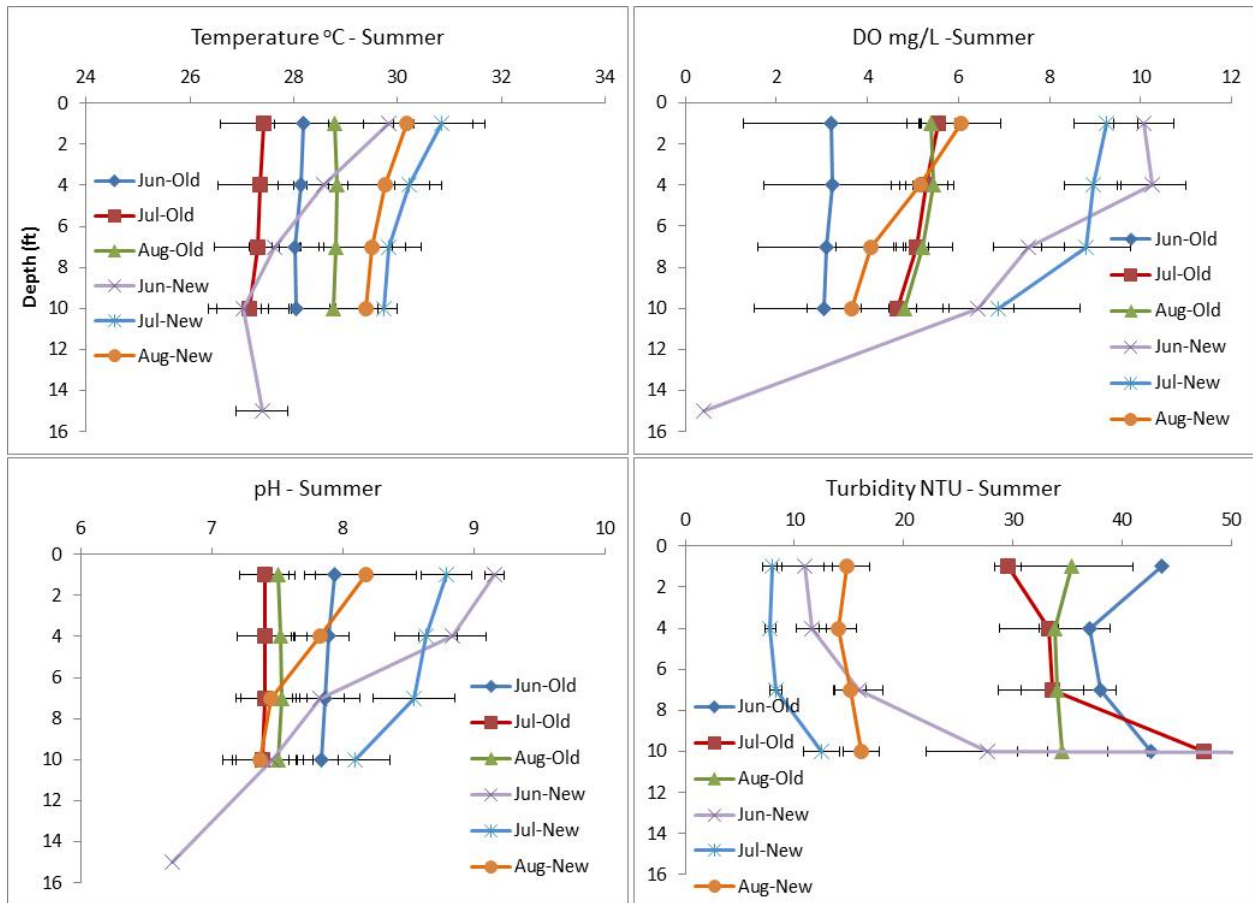 Temperature ºC - Summer
24 26 28 30 32 34
Depth (ft)
0
2
4
6
8
10
12
14
16
Jun-Old
Jul-Old
Aug-Old
Jun-New
Jul-New
Aug-New
DO mg/L -Summer
0 2 4 6 8 10 12
0
2
4
6
8
10
12
14
16
Jun-Old
Jul-Old
Aug-Old
Jun-New
Jul-New
Aug-New
pH - Summer
6 7 8 9 10
0
2
4
6
8
10
12
14
16
Jun-Old
Jul-Old
Aug-Old
Jun-New
Jul-New
Aug-New
Turbidity NTU - Summer
0 10 20 30 40 50
0
2
4
6
8
10
12
14
16
Jun-Old
Jul-Old
Aug-Old
Jun-New
Jul-New
Aug-New